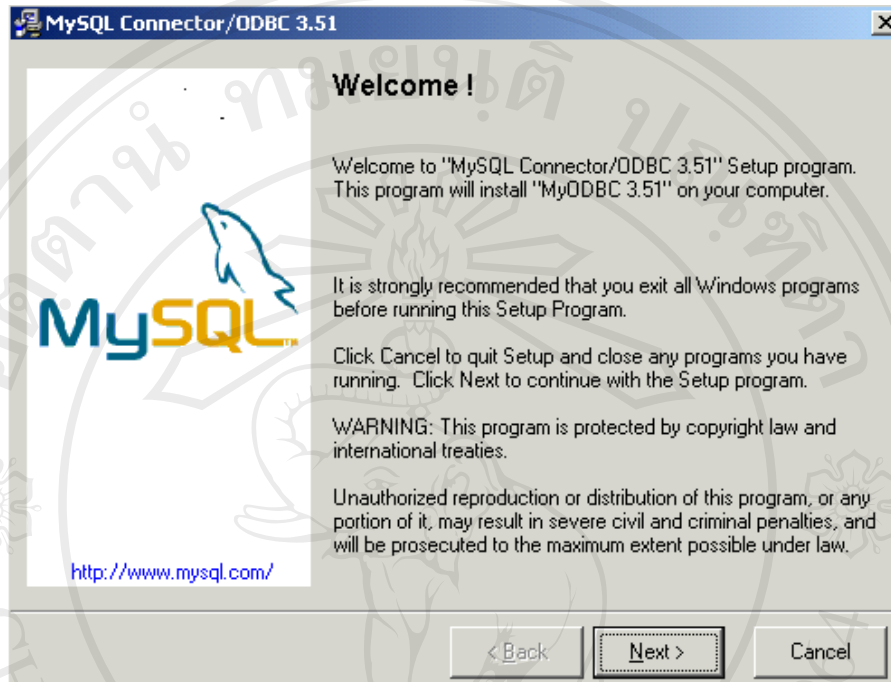 MySQL Connector/ODBC 3.51
Welcome !
Welcome to "MySQL Connector/ODBC 3.51" Setup program.
This program will install "MyODBC 3.51" on your computer.
It is strongly recommended that you exit all Windows programs
before running this Setup Program.
Click Cancel to quit Setup and close any programs you have
running. Click Next to continue with the Setup program.
WARNING: This program is protected by copyright law and
international treaties.
Unauthorized reproduction or distribution of this program, or any
portion of it, may result in severe civil and criminal penalties, and
will be prosecuted to the maximum extent possible under law.
MySQL
http://www.mysql.com/
< Back
Next >
Cancel